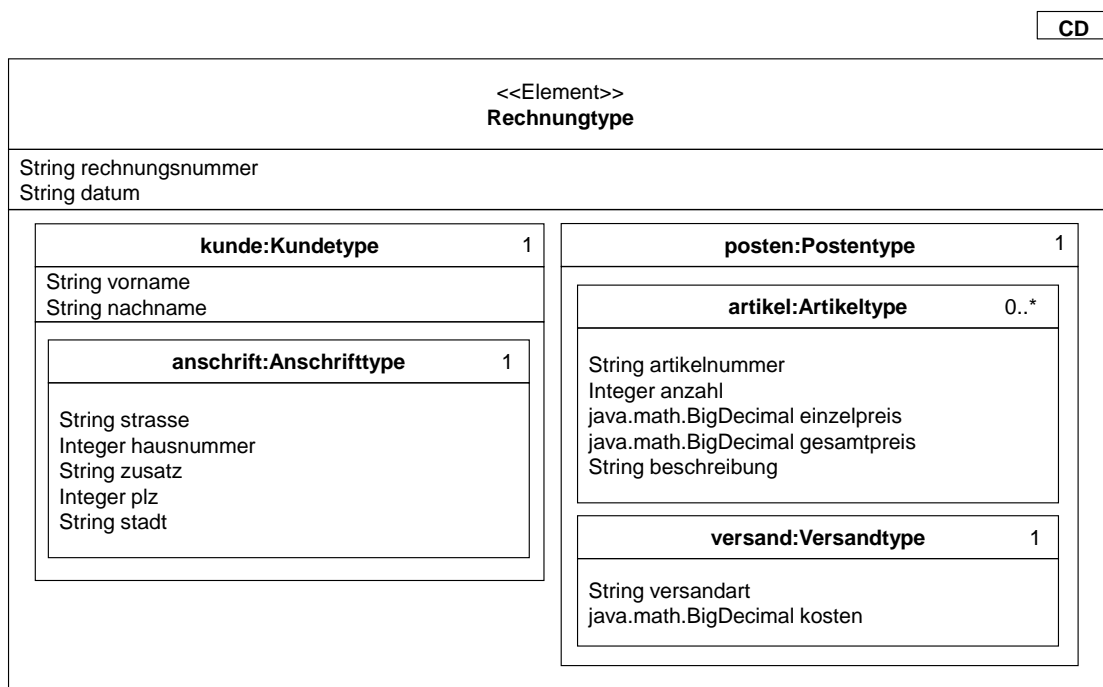 CD
<<Element>>
Rechnungtype
String rechnungsnummer
String datum
kunde:Kundetype 1
String vorname
String nachname
anschrift:Anschrifttype 1
String strasse
Integer hausnummer
String zusatz
Integer plz
String stadt
posten:Postentype 1
artikel:Artikeltype 0..*
String artikelnummer
Integer anzahl
java.math.BigDecimal einzelpreis
java.math.BigDecimal gesamtpreis
String beschreibung
versand:Versandtype 1
String versandart
java.math.BigDecimal kosten